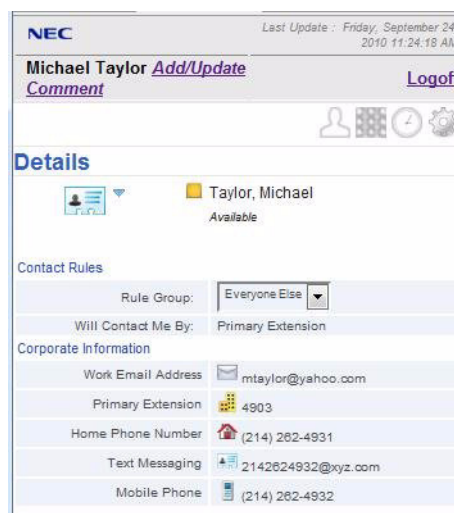 NEC
Last Update : Friday, September 24
2010 11:24:18 AM
Michael Taylor Add/Update
Comment
Logof
Details
Taylor, Michael
Available
Contact Rules
Rule Group: Everyone Else
Will Contact Me By: Primary Extension
Corporate Information
Work Email Address mtaylor@yahoo.com
Primary Extension 4903
Home Phone Number (214) 262-4931
Text Messaging 2142624932@xyz.com
Mobile Phone (214) 262-4932